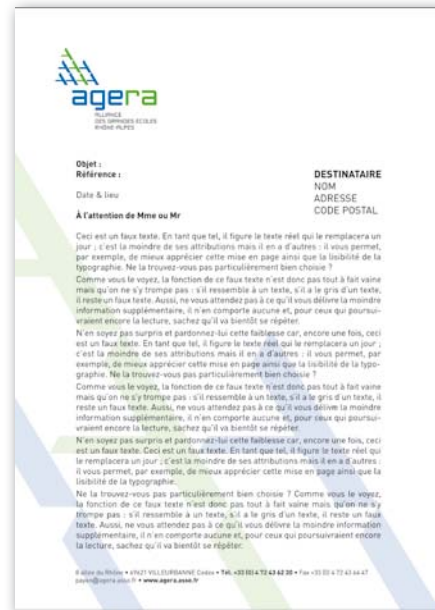 agera
ALLIANCE
DES GRANDES ECOLES
RHÔNE-ALPES
Objet :
Référence :
Date & lieu
À l'attention de Mme ou Mr
DESTINATAIRE
NOM
ADRESSE
CODE POSTAL
Ceci est un faux texte. En tant que tel, il figure le texte réel qui le remplacera un
jour ; c'est la moindre de ses attributions mais il en a d'autres : il vous permet,
par exemple, de mieux apprécier cette mise en page ainsi que la lisibilité de la
typographie. Ne la trouvez-vous pas particulièrement bien choisie ?
Comme vous le voyez, la fonction de ce faux texte n'est donc pas tout à fait vaine
mais qu'on ne s'y trompe pas : s'il ressemble à un texte, s'il a le gris d'un texte,
il reste un faux texte. Aussi, ne vous attendez pas à ce qu'il vous délivre la moindre
information supplémentaire, il n'en comporte aucune et, pour ceux qui poursui-
vraient encore la lecture, sachez qu'il va bientôt se répéter.
N'en soyez pas surpris et pardonnez-lui cette faiblesse car, encore une fois, ceci
est un faux texte. En tant que tel, il figure le texte réel qui le remplacera un jour ;
c'est la moindre de ses attributions mais il en a d'autres : il vous permet, par
exemple, de mieux apprécier cette mise en page ainsi que la lisibilité de la typo-
graphie. Ne la trouvez-vous pas particulièrement bien choisie ?
Comme vous le voyez, la fonction de ce faux texte n'est donc pas tout à fait vaine
mais qu'on ne s'y trompe pas : s'il ressemble à un texte, s'il a le gris d'un texte, il
reste un faux texte. Aussi, ne vous attendez pas à ce qu'il vous délivre la moindre
information supplémentaire, il n'en comporte aucune et, pour ceux qui poursui-
vraient encore la lecture, sachez qu'il va bientôt se répéter.
N'en soyez pas surpris et pardonnez-lui cette faiblesse car, encore une fois, ceci
est un faux texte. Ceci est un faux texte. En tant que tel, il figure le texte réel qui
le remplacera un jour ; c'est la moindre de ses attributions mais il en a d'autres :
il vous permet, par exemple, de mieux apprécier cette mise en page ainsi que la
lisibilité de la typographie.
Ne la trouvez-vous pas particulièrement bien choisie ? Comme vous le voyez,
la fonction de ce faux texte n'est donc pas tout à fait vaine mais qu'on ne s'y
trompe pas : s'il ressemble à un texte, s'il a le gris d'un texte, il reste un faux
texte. Aussi, ne vous attendez pas à ce qu'il vous délivre la moindre information
supplémentaire, il n'en comporte aucune et, pour ceux qui poursuivraient encore
la lecture, sachez qu'il va bientôt se répéter.
du Rhône • 69621 VILLEURBANNE Cedex • Tél. +33 (0) 4 72 43 62 30 • Fax +33 (0) 4 72 43 64 47
payen@agera.asso.fr • www.agera.asso.fr